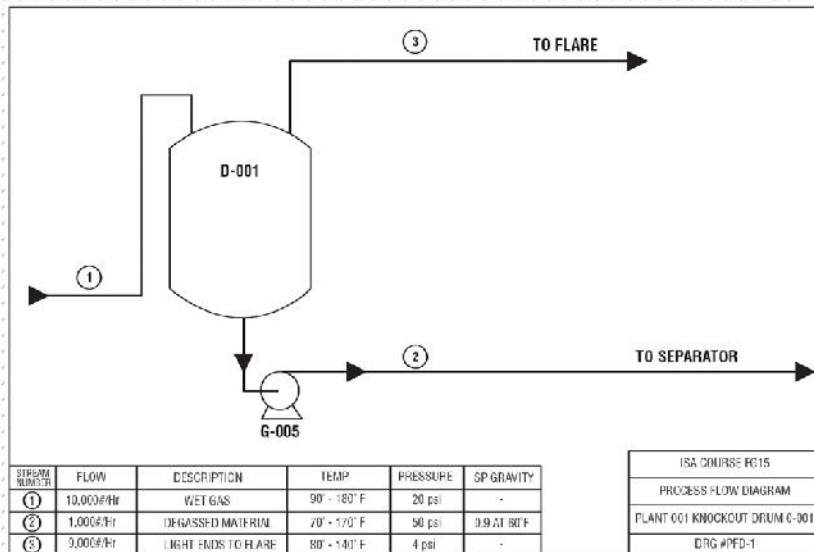 3
TO FLARE
D-001
1
2
TO SEPARATOR
G-005
STREAM NUMBER FLOW DESCRIPTION TEMP PRESSURE SP GRAVITY
1 10,000#/Hr WET GAS 90° - 180° F 20 psi -
2 1,000#/Hr DEGASSED MATERIAL 70° - 170° F 50 psi 0.9 AT 60°F
3 9,000#/Hr LIGHT ENDS TO FLARE 80° - 140° F 4 psi -
ISA COURSE FG15
PROCESS FLOW DIAGRAM
PLANT 001 KNOCKOUT DRUM 0-001
DRG #PFD-1